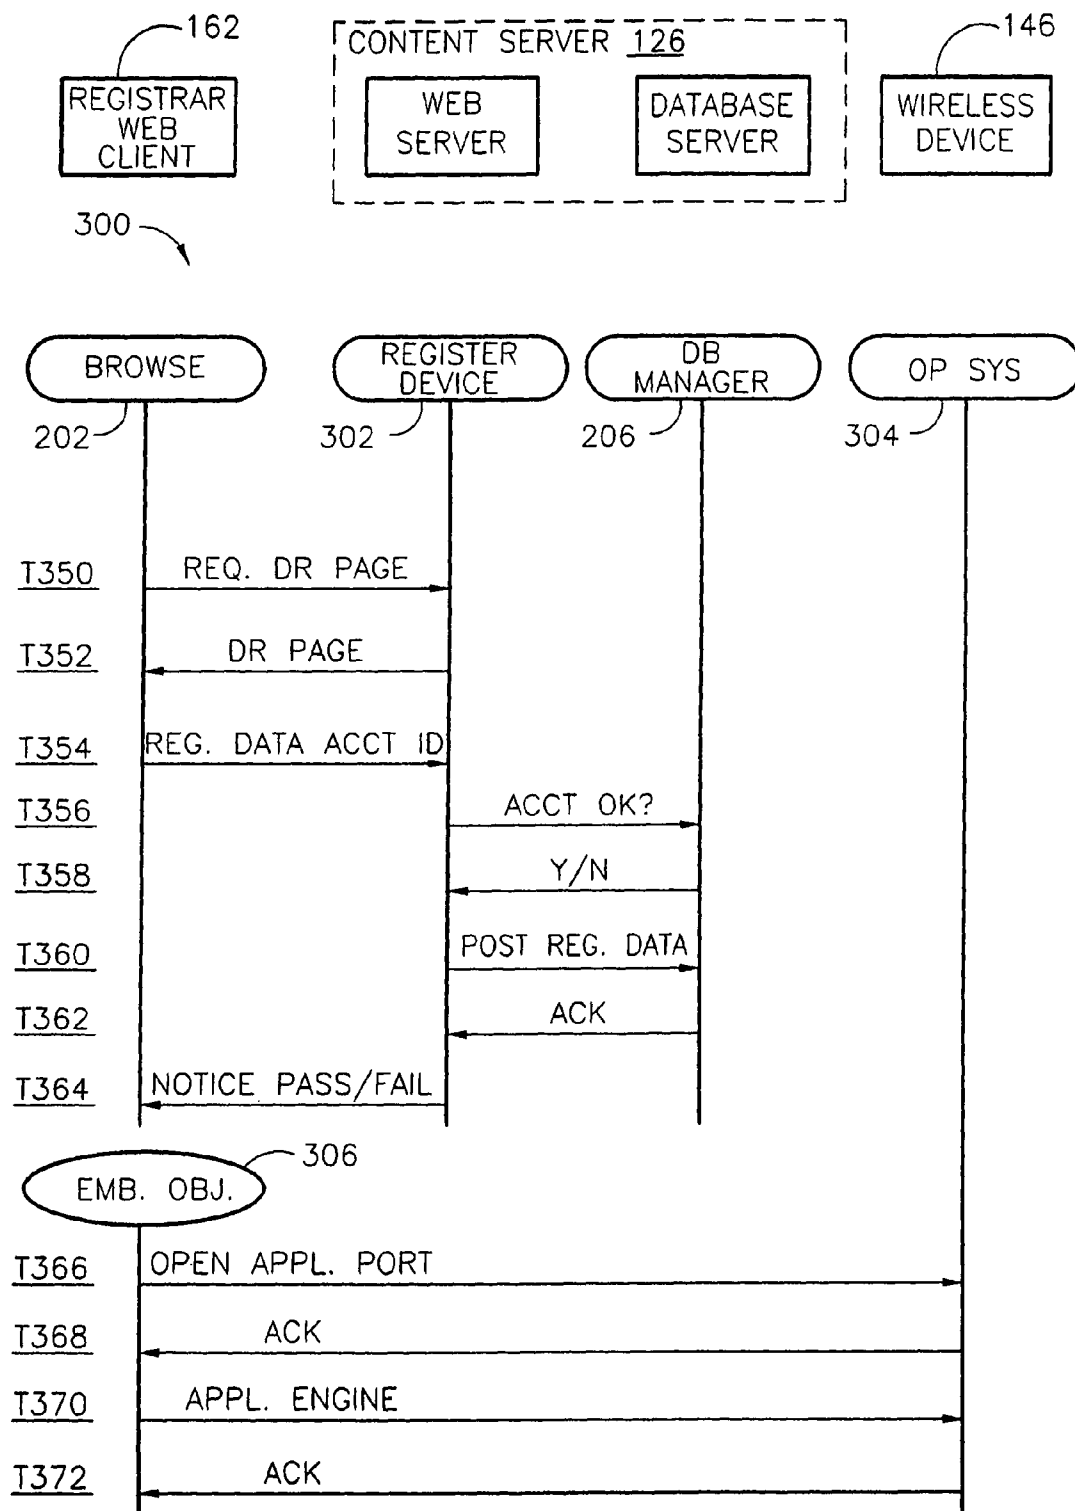 162
CONTENT SERVER 126
146
REGISTRAR
WEB
CLIENT
WEB
SERVER
DATABASE
SERVER
WIRELESS
DEVICE
300
BROWSE
REGISTER
DEVICE
DB
MANAGER
OP SYS
202
302
206
304
T350 REQ. DR PAGE
T352 DR PAGE
T354 REG. DATA ACCT ID
T356 ACCT OK?
T358 Y/N
T360 POST REG. DATA
T362 ACK
T364 NOTICE PASS/FAIL
306
EMB. OBJ.
T366 OPEN APPL. PORT
T368 ACK
T370 APPL. ENGINE
T372 ACK